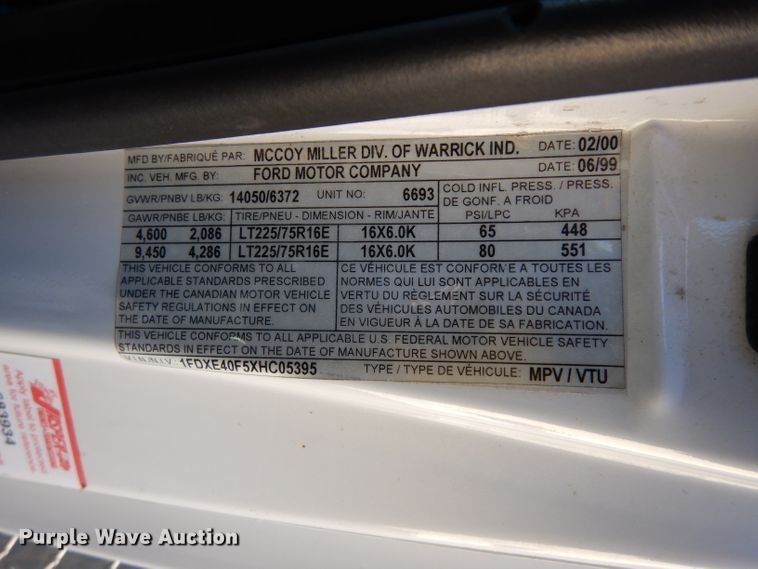 MFD BY/FABRIQUÉ PAR: MCCOY MILLER DIV. OF WARRICK IND. DATE: 02/00
INC. VEH. MFG. BY: FORD MOTOR COMPANY DATE: 06/99
GVWR/PNBV LB/KG: 14050/6372 UNIT NO: 6693
COLD INFL. PRESS. / PRESS.
DE GONF. A FROID
GAWR/PNBE LB/KG: TIRE/PNEU - DIMENSION - RIM/JANTE PSI/LPC KPA
4,600 2,086 LT225/75R16E 16X6.0K 65 448
9,450 4,286 LT225/75R16E 16X6.0K 80 551
THIS VEHICLE CONFORMS TO ALL
APPLICABLE STANDARDS PRESCRIBED
UNDER THE CANADIAN MOTOR VEHICLE
SAFETY REGULATIONS IN EFFECT ON
THE DATE OF MANUFACTURE.
CE VÉHICULE EST CONFORM'E A TOUTES LES
NORMES QUI LUI SONT APPLICABLES EN
VERTU DU RÈGLEMENT SUR LA SÉCURITÉ
DES VÉHICULES AUTOMOBILES DU CANADA
EN VIGUEUR À LA DATE DE SA FABRICATION.
THIS VEHICLE CONFORMS TO ALL APPLICABLE U.S. FEDERAL MOTOR VEHICLE SAFETY
STANDARDS IN EFFECT ON THE DATE OF MANUFACTURE SHOWN ABOVE.
1FDXE40F5XHC05395 TYPE / TYPE DE VÉHICULE: MPV / VTU
Purple Wave Auction